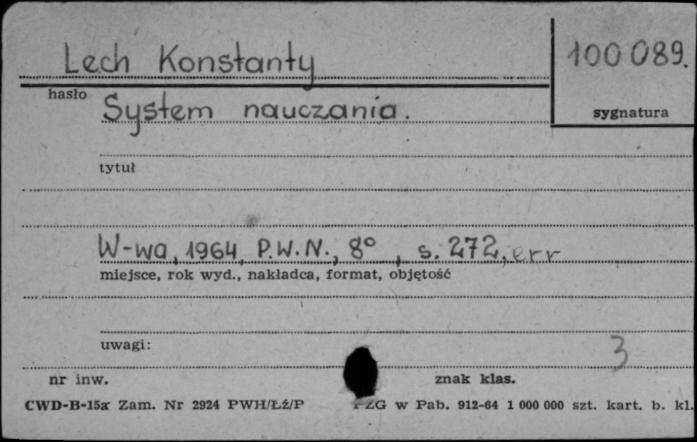 Lech Konstanty
100 089.
hasło
System nauczania.
sygnatura
tytuł
W-wa, 1964, P.W.N., 8°, s. 272, err
miejsce, rok wyd., nakładca, format, objętość
uwagi:
3
nr inw.
znak klas.
CWD-B-15a Zam. Nr 2924 PWH/Łź/P
PZG w Pab. 912-64 1 000 000 szt. kart. b. kl.